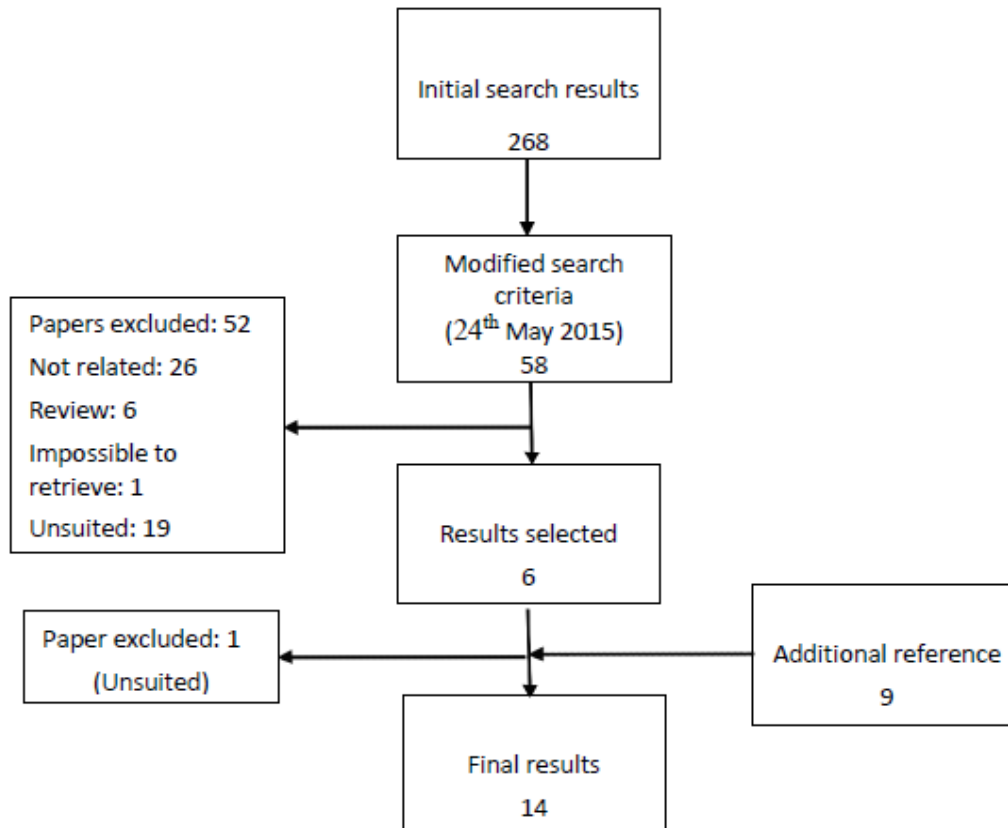 Initial search results
268
Modified search
criteria
(24th May 2015)
58
Papers excluded: 52
Not related: 26
Review: 6
Impossible to
retrieve: 1
Unsuited: 19
Results selected
6
Paper excluded: 1
(Unsuited)
Additional reference
9
Final results
14